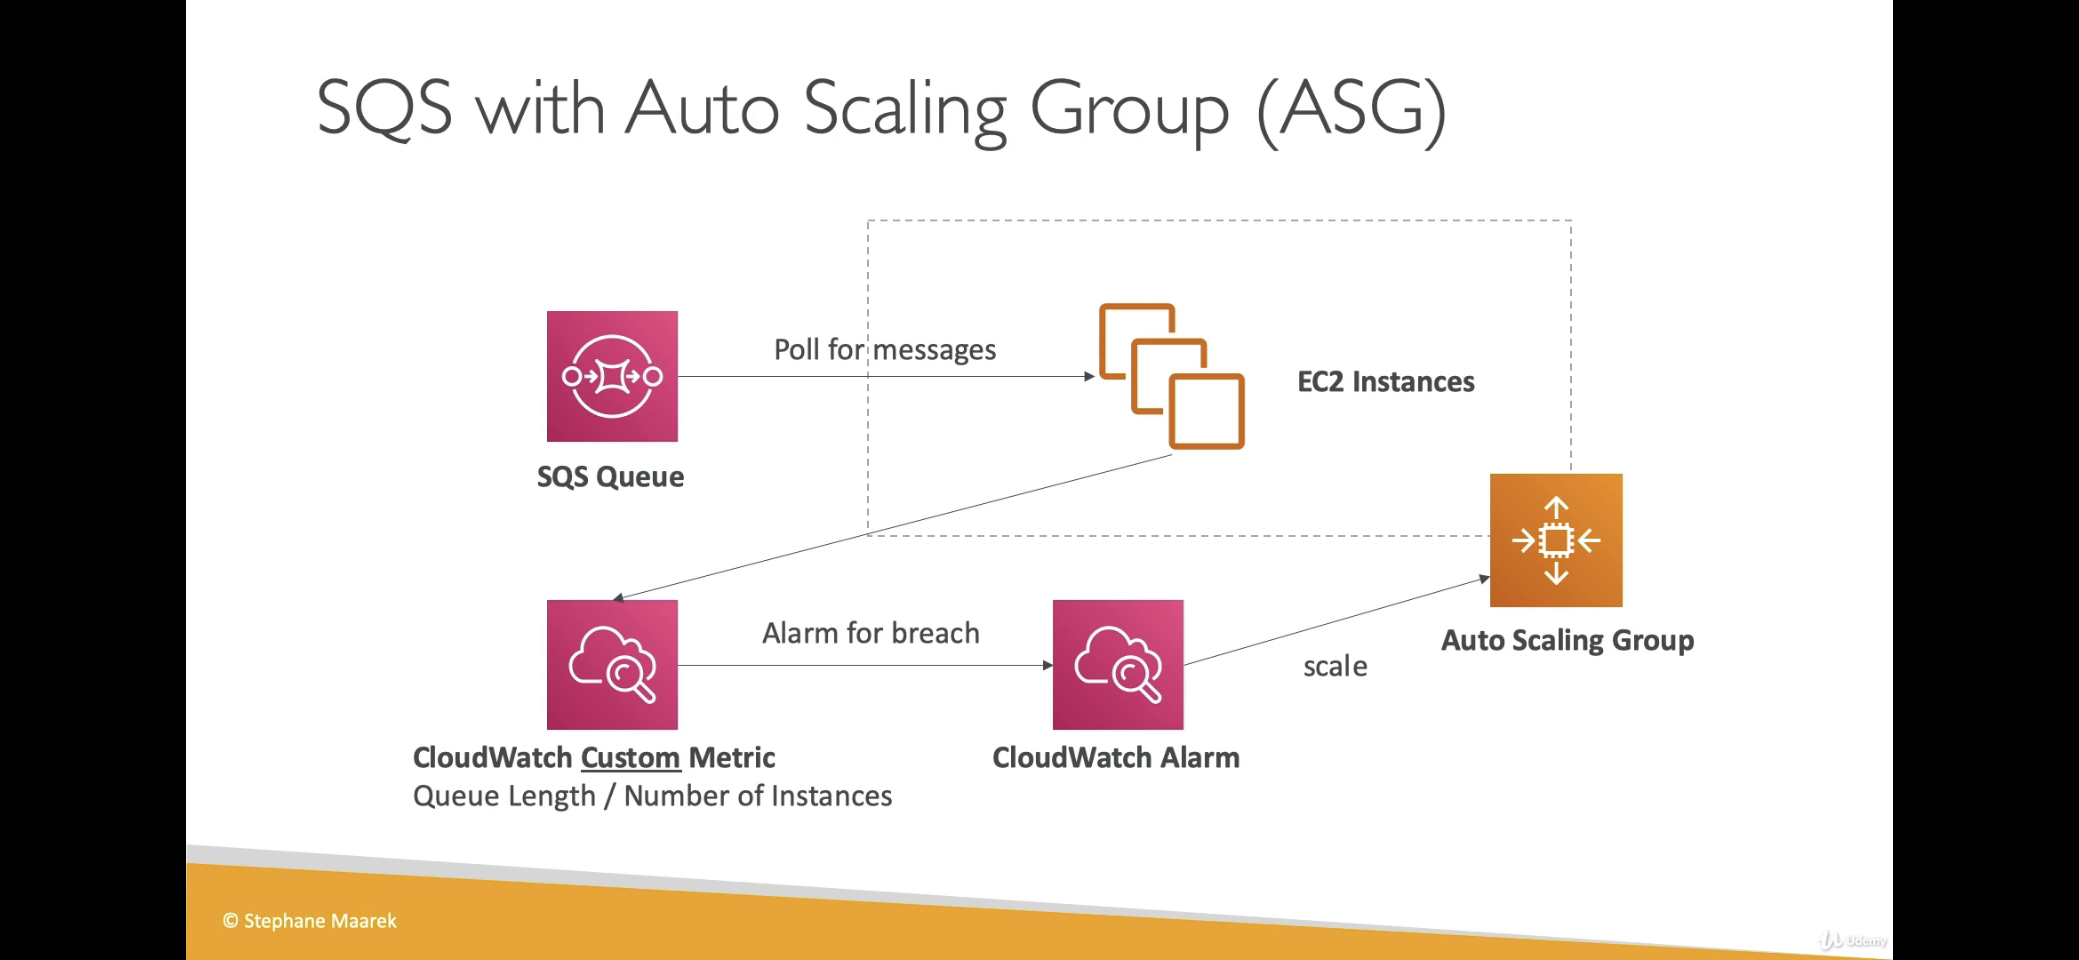 SQS with Auto Scaling Group (ASG)
Poll for messages
EC2 Instances
SQS Queue
Alarm for breach
Auto Scaling Group
scale
CloudWatch Custom Metric
Queue Length / Number of Instances
CloudWatch Alarm
© Stephane Maarek
Udemy